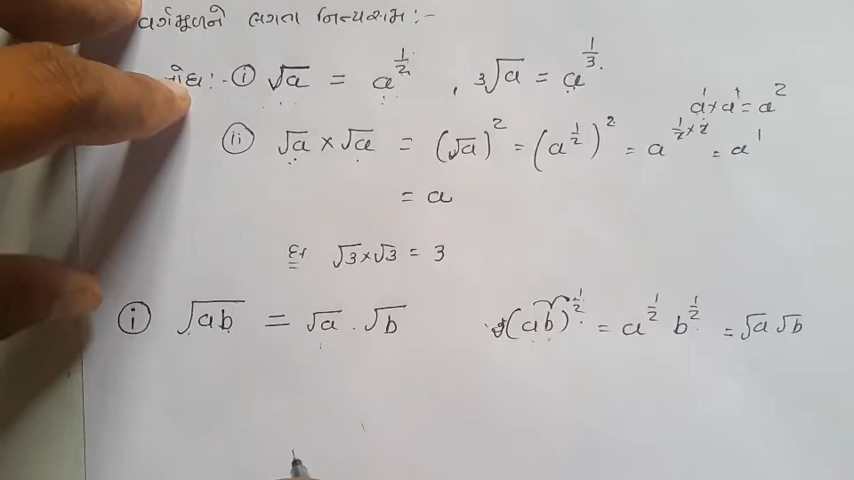 વર્ગમૂળને લગતા નિત્યસમ :-
નોંધ :- (i) √a = a^(1/2) , ³√a = a^(1/3).
a¹ × a¹ = a²
(ii) √a × √a = (√a)² = (a^(1/2))² = a^(1/2 × 2) = a¹
= a
દા √3 × √3 = 3
(i) √ab = √a . √b (ab)^(1/2) = a^(1/2) b^(1/2) = √a √b